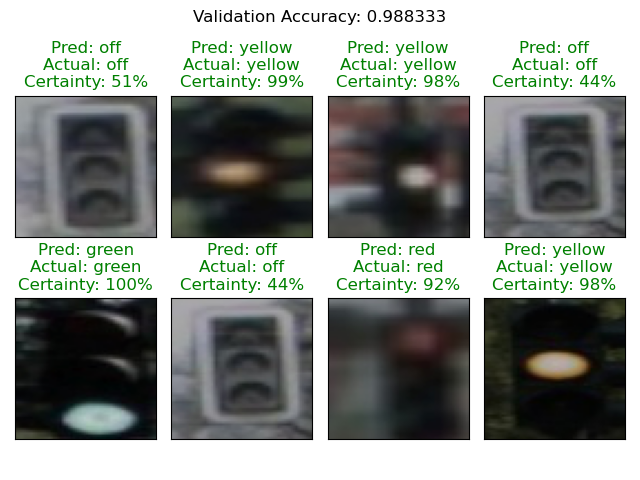 Validation Accuracy: 0.988333
Pred: off
Actual: off
Certainty: 51%
Pred: yellow
Actual: yellow
Certainty: 99%
Pred: yellow
Actual: yellow
Certainty: 98%
Pred: off
Actual: off
Certainty: 44%
Pred: green
Actual: green
Certainty: 100%
Pred: off
Actual: off
Certainty: 44%
Pred: red
Actual: red
Certainty: 92%
Pred: yellow
Actual: yellow
Certainty: 98%